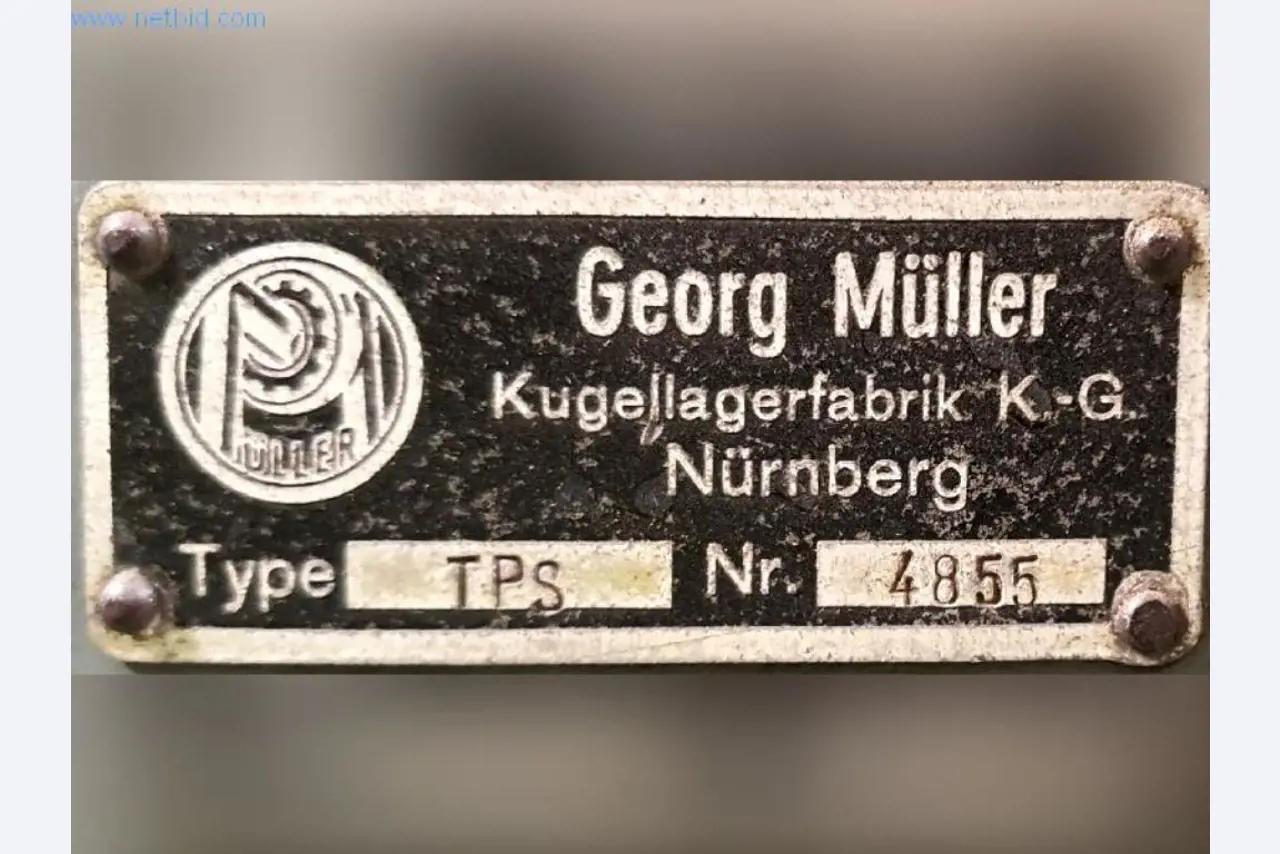 www.netbid.com
Georg Müller
Kugellagerfabrik K.-G.
MÜLLER
Nürnberg
Type TPS Nr. 4855